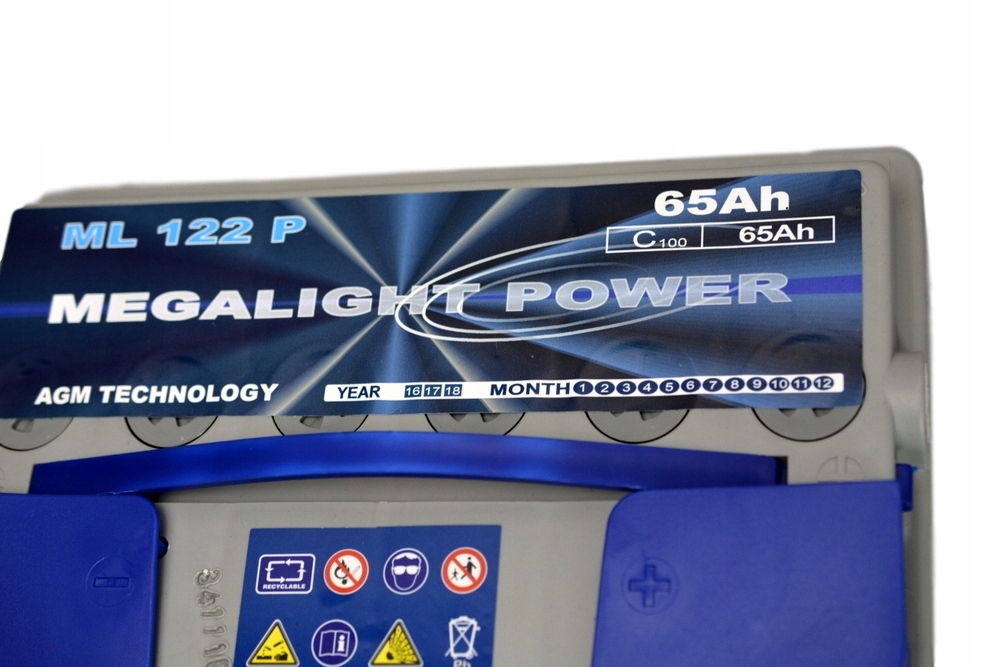 ML 122 P
65Ah
C100 65Ah
MEGALIGHT POWER
AGM TECHNOLOGY
YEAR 16 17 18 MONTH 1 2 3 4 5 6 7 8 9 10 11 12
RECYCLABLE
Pb